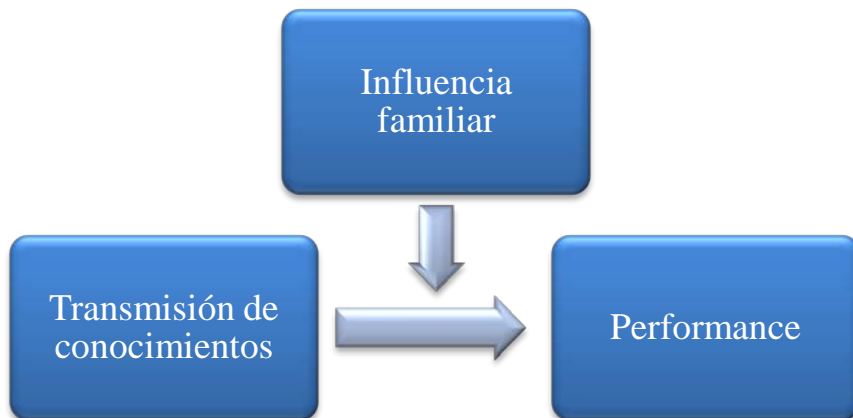 Influencia
familiar
Transmisión de
conocimientos
Performance